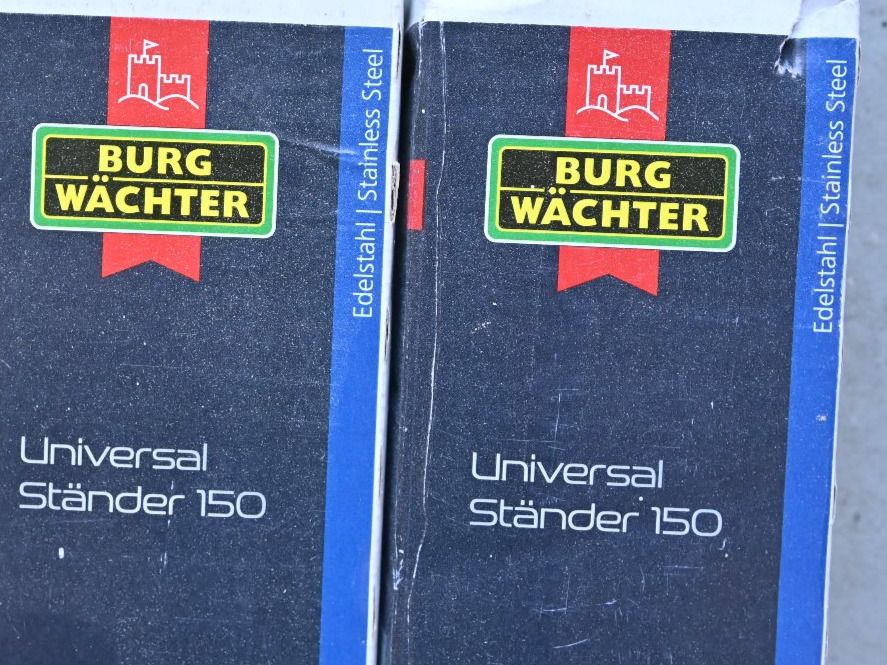 BURG
WÄCHTER
Edelstahl | Stainless Steel
Universal
Ständer 150
BURG
WÄCHTER
Edelstahl | Stainless Steel
Universal
Ständer 150